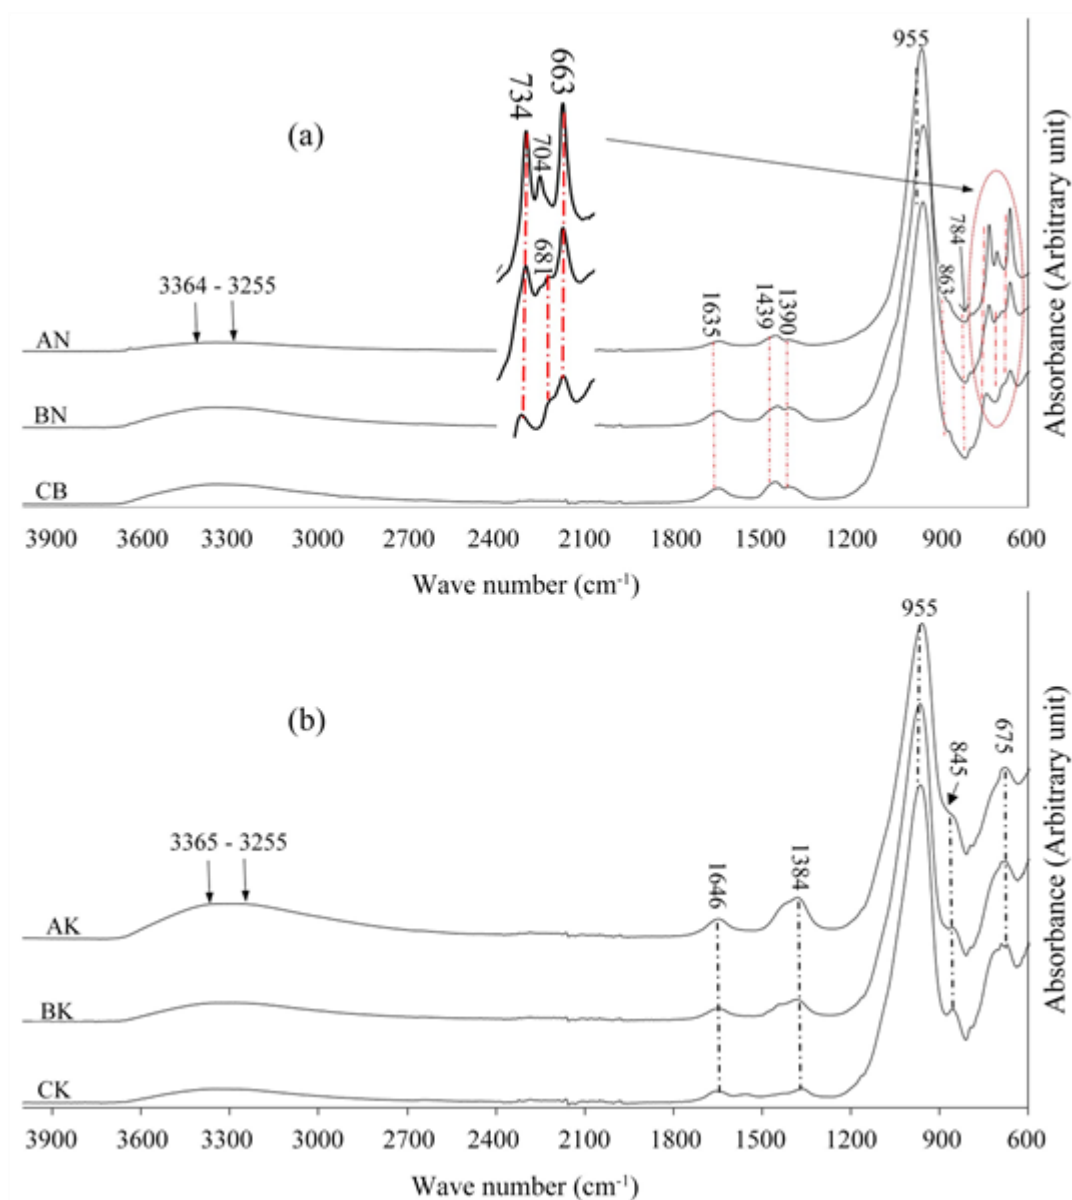 955
734
663
(a)
704
784
681
863
3364 - 3255
1635
1439
1390
AN
BN
CB
Absorbance (Arbitrary unit)
3900 3600 3300 3000 2700 2400 2100 1800 1500 1200 900 600
Wave number (cm-1)
955
(b)
845
675
3365 - 3255
1646
1384
AK
BK
CK
Absorbance (Arbitrary unit)
3900 3600 3300 3000 2700 2400 2100 1800 1500 1200 900 600
Wave number (cm-1)